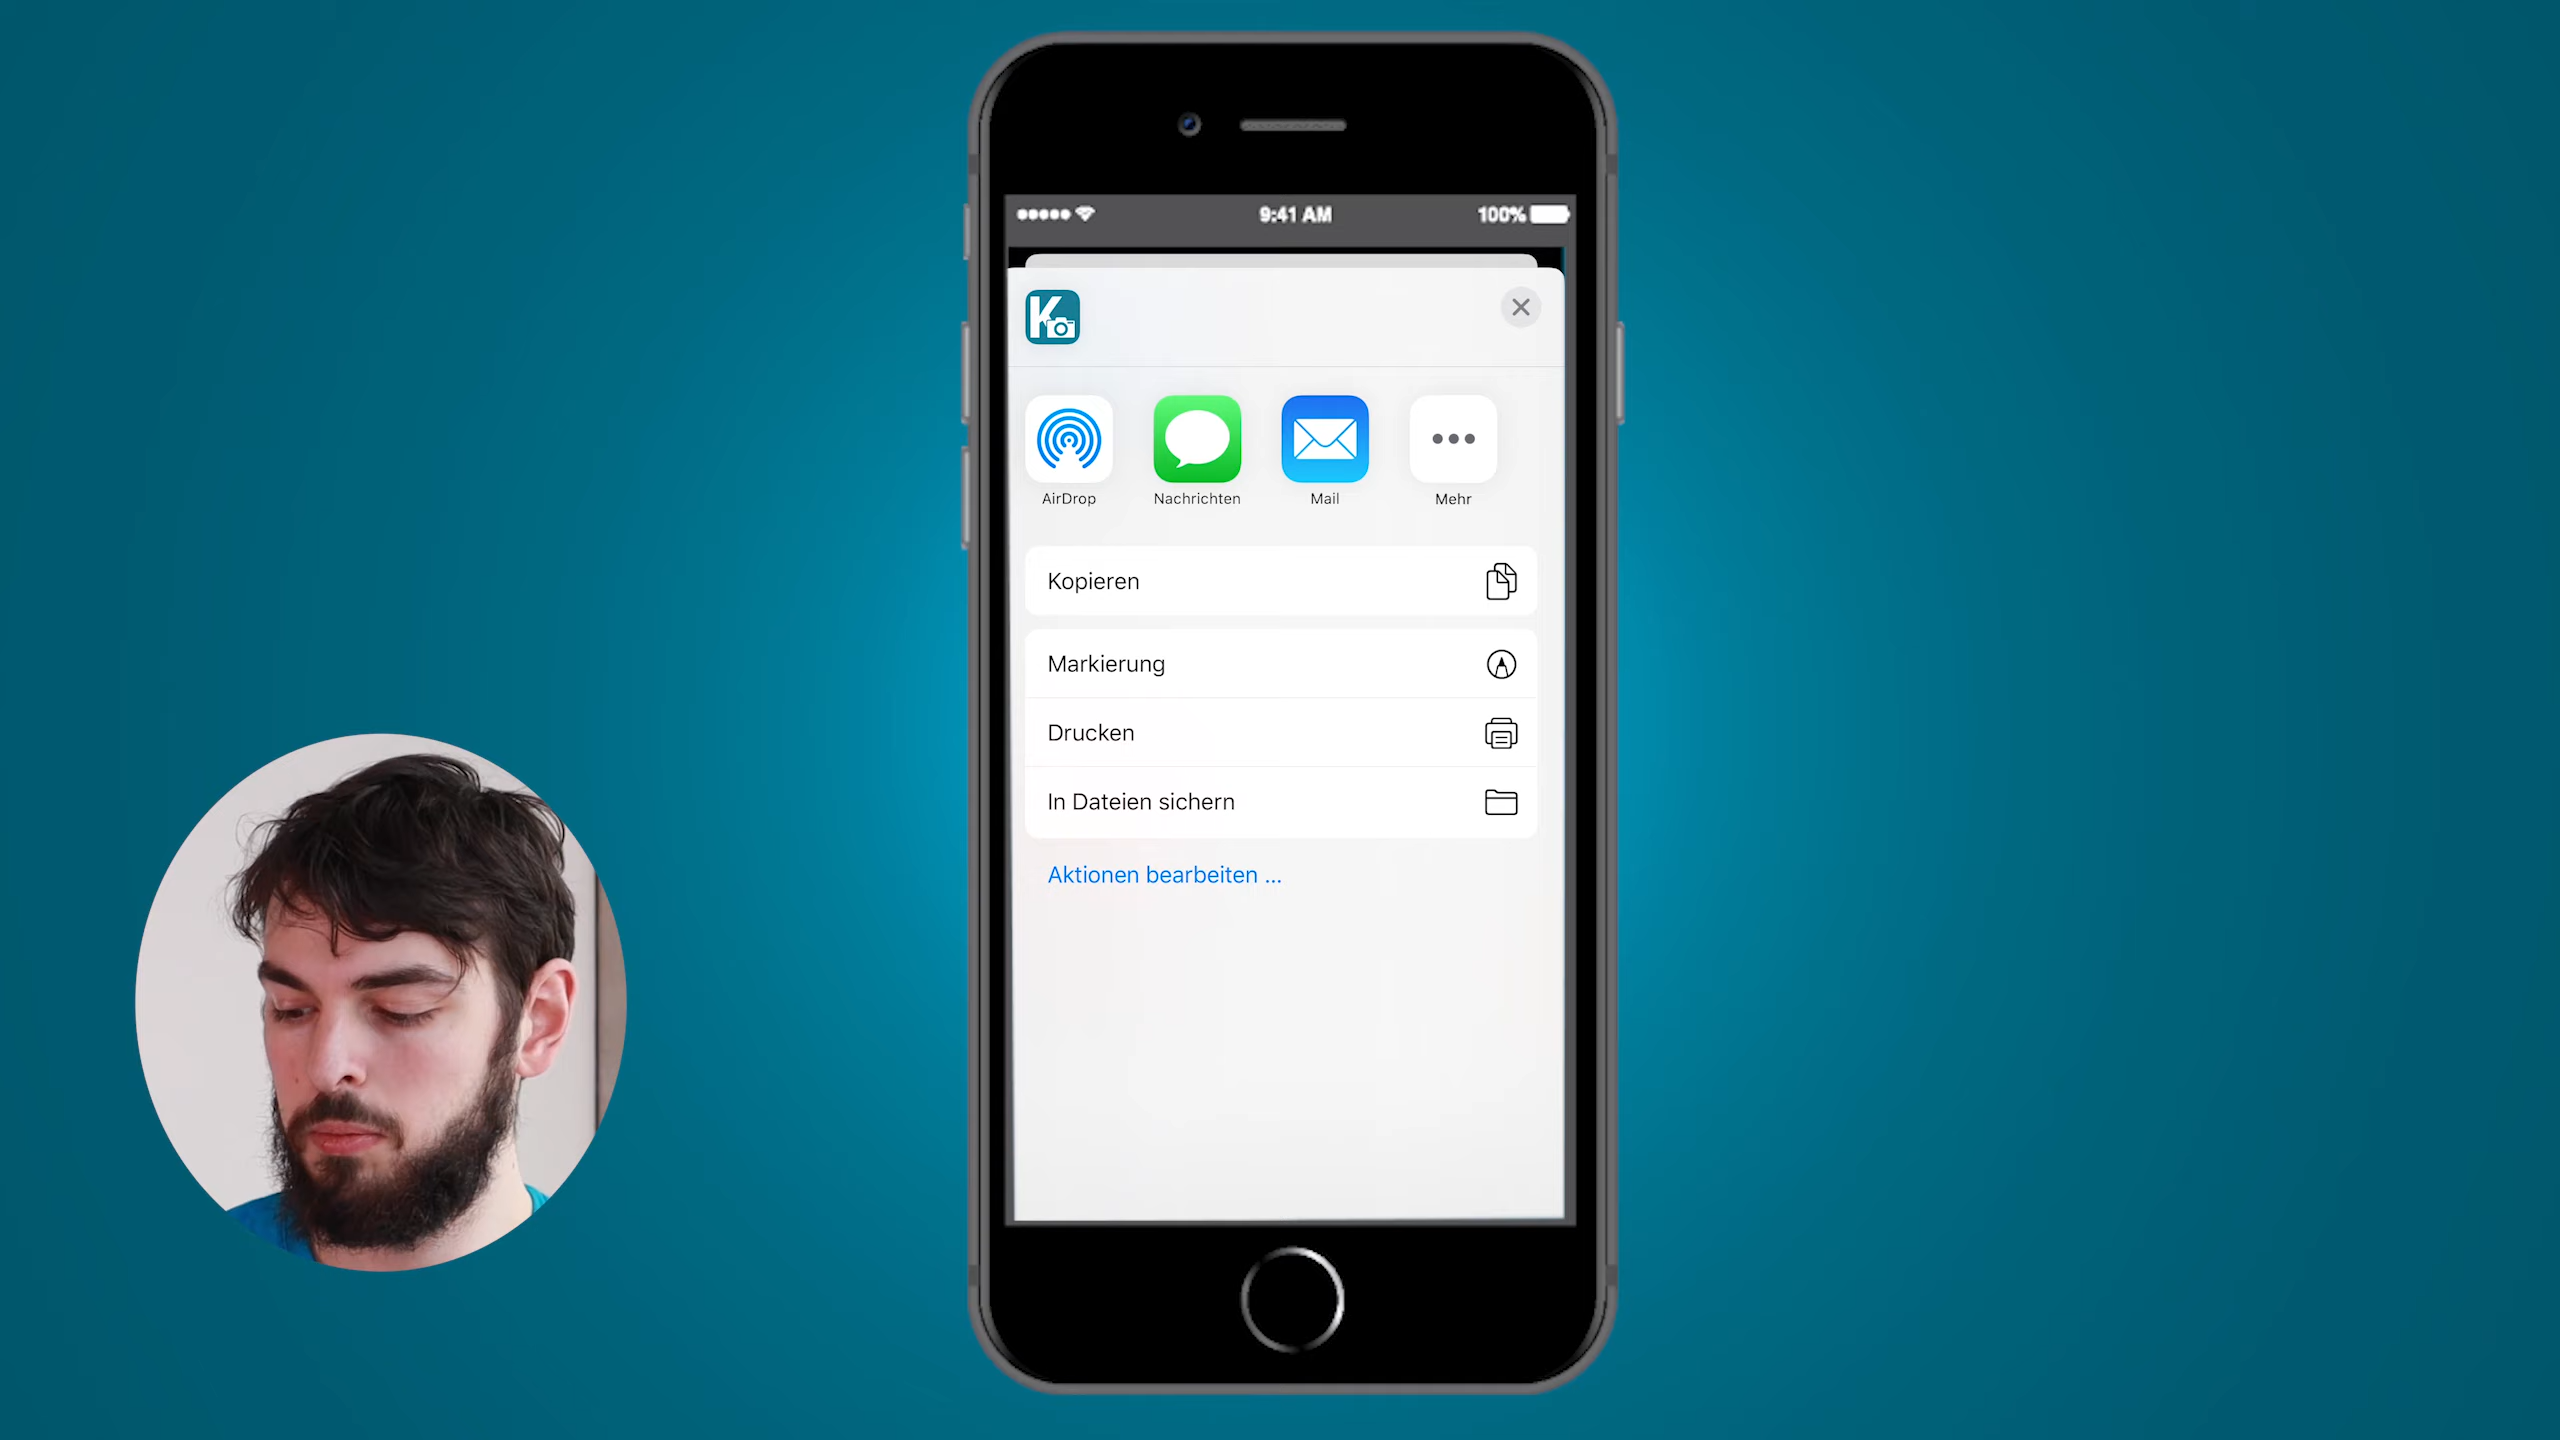 9:41 AM
100%
K
AirDrop
Nachrichten
Mail
Mehr
Kopieren
Markierung
Drucken
In Dateien sichern
Aktionen bearbeiten ...